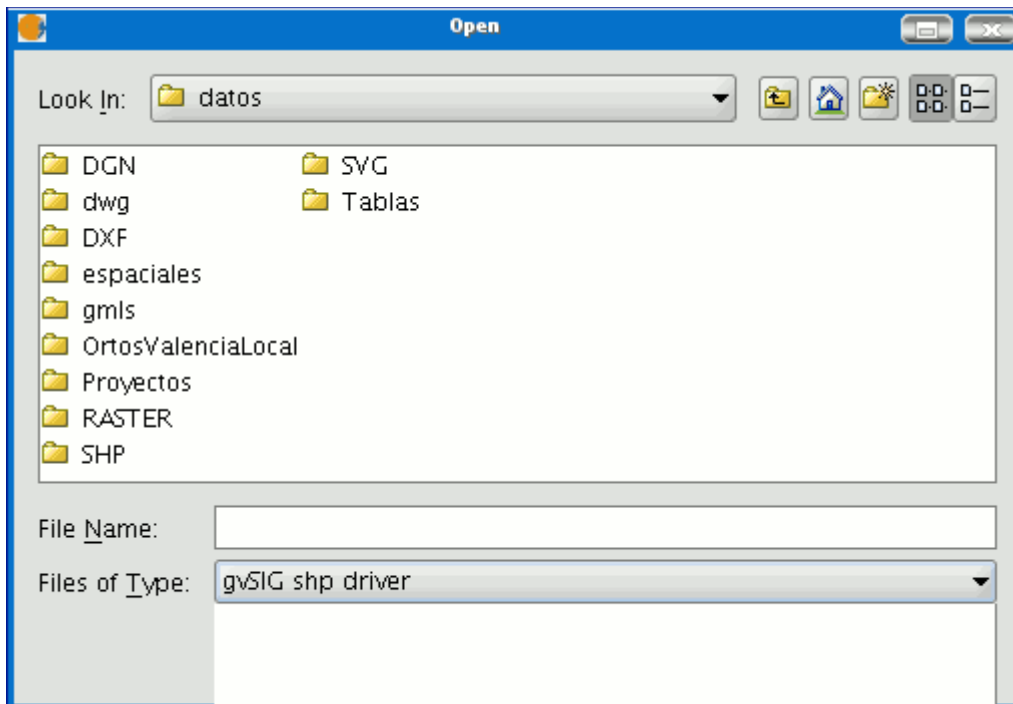 Open
Look In: datos
DGN
dwg
DXF
espaciales
gmls
OrtosValenciaLocal
Proyectos
RASTER
SHP
SVG
Tablas
File Name:
Files of Type: gvSIG shp driver